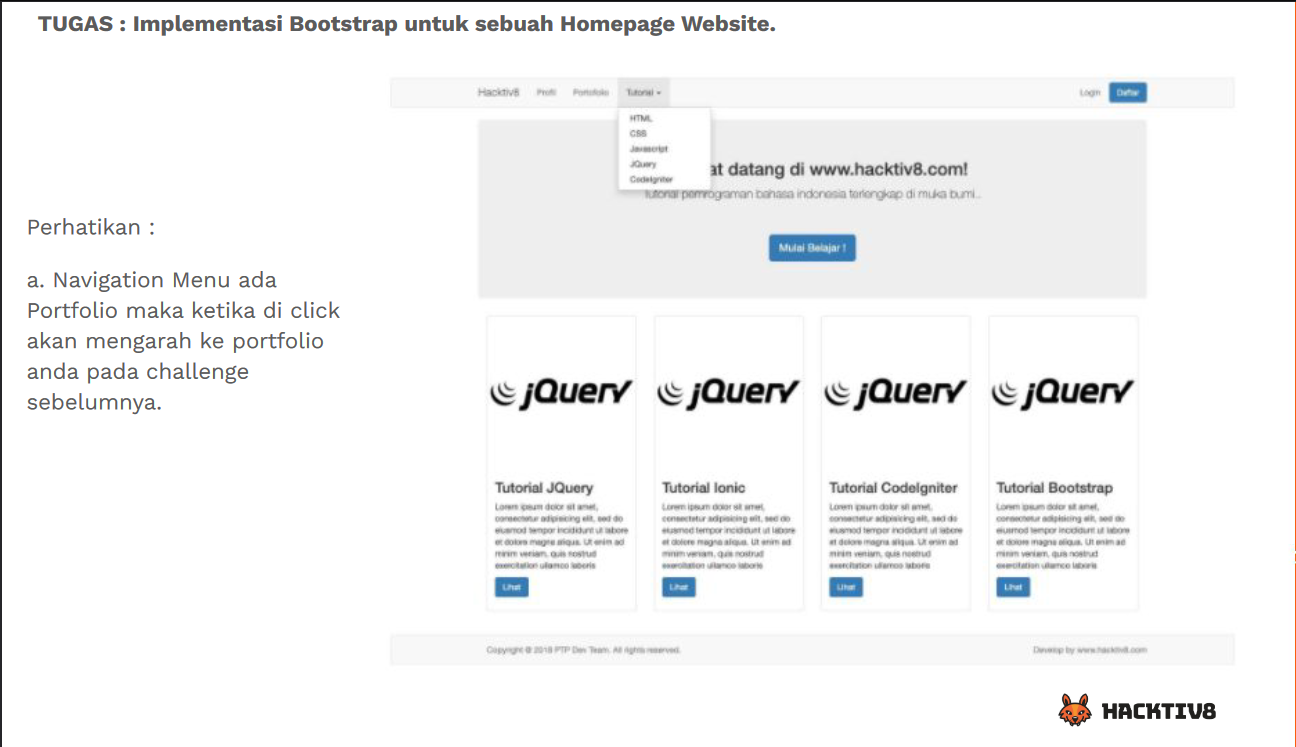 TUGAS : Implementasi Bootstrap untuk sebuah Homepage Website.
Perhatikan :
a. Navigation Menu ada
Portfolio maka ketika di click
akan mengarah ke portfolio
anda pada challenge
sebelumnya.
Hacktiv8 Profil Portofolio Tutorial Login Daftar
HTML
CSS
Javascript
JQuery
CodeIgniter
at datang di www.hacktiv8.com!
Tutorial pemrograman bahasa indonesia terlengkap di muka bumi..
Mulai Belajar !
jQuery jQuery jQuery jQuery
Tutorial JQuery
Lorem ipsum dolor sit amet,
consectetur adipisicing elit, sed do
eiusmod tempor incididunt ut labore
et dolore magna aliqua. Ut enim ad
minim veniam, quis nostrud
exercitation ullamco laboris
Lihat
Tutorial Ionic
Lorem ipsum dolor sit amet,
consectetur adipisicing elit, sed do
eiusmod tempor incididunt ut labore
et dolore magna aliqua. Ut enim ad
minim veniam, quis nostrud
exercitation ullamco laboris
Lihat
Tutorial CodeIgniter
Lorem ipsum dolor sit amet,
consectetur adipisicing elit, sed do
eiusmod tempor incididunt ut labore
et dolore magna aliqua. Ut enim ad
minim veniam, quis nostrud
exercitation ullamco laboris
Lihat
Tutorial Bootstrap
Lorem ipsum dolor sit amet,
consectetur adipisicing elit, sed do
eiusmod tempor incididunt ut labore
et dolore magna aliqua. Ut enim ad
minim veniam, quis nostrud
exercitation ullamco laboris
Lihat
Copyright © 2018 PTP Dev Team. All rights reserved. Develop by www.hacktiv8.com
HACKTIV8